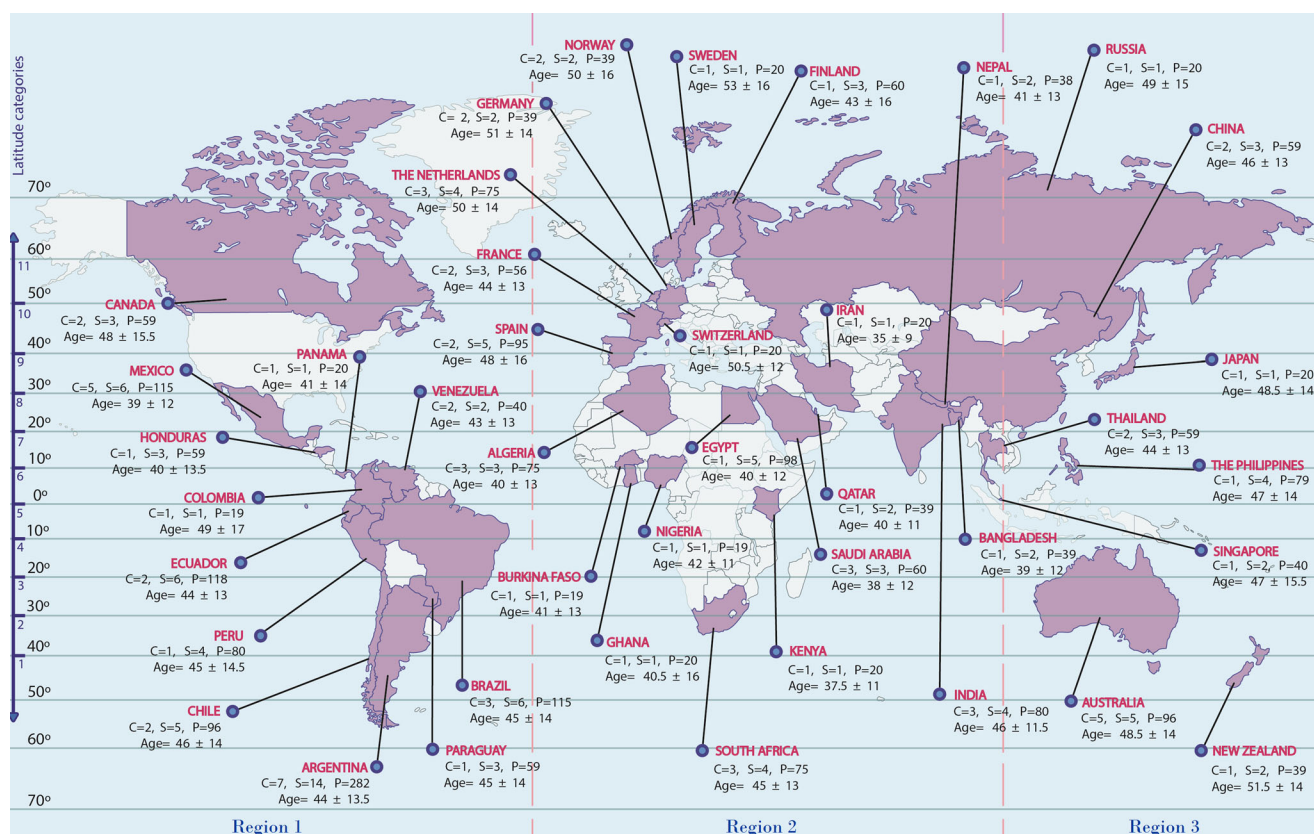 Latitude categories
70º
60º
11
50º
10
40º
9
30º
8
20º
7
10º
6
0º
5
10º
4
20º
3
30º
2
40º
1
50º
60º
70º
NORWAY
C=2, S=2, P=39
Age= 50 ± 16
SWEDEN
C=1, S=1, P=20
Age= 53 ± 16
FINLAND
C=1, S=3, P=60
Age= 43 ± 16
NEPAL
C=1, S=2, P=38
Age= 41 ± 13
RUSSIA
C=1, S=1, P=20
Age= 49 ± 15
GERMANY
C= 2, S=2, P=39
Age= 51 ± 14
CHINA
C=2, S=3, P=59
Age= 46 ± 13
THE NETHERLANDS
C=3, S=4, P=75
Age= 50 ± 14
FRANCE
C=2, S=3, P=56
Age= 44 ± 13
CANADA
C=2, S=3, P=59
Age= 48 ± 15.5
SPAIN
C=2, S=5, P=95
Age= 48 ± 16
SWITZERLAND
C=1, S=1, P=20
Age= 50.5 ± 12
IRÁN
C=1, S=1, P=20
Age= 35 ± 9
PANAMA
C=1, S=1, P=20
Age= 41 ± 14
MEXICO
C=5, S=6, P=115
Age= 39 ± 12
JAPAN
C=1, S=1, P=20
Age= 48.5 ± 14
VENEZUELA
C=2, S=2, P=40
Age= 43 ± 13
THAILAND
C=2, S=3, P=59
Age= 44 ± 13
HONDURAS
C=1, S=3, P=59
Age= 40 ± 13.5
ALGERIA
C=3, S=3, P=75
Age= 40 ± 13
EGYPT
C=1, S=5, P=98
Age= 40 ± 12
THE PHILIPPINES
C=1, S=4, P=79
Age= 47 ± 14
COLOMBIA
C=1, S=1, P=19
Age= 49 ± 17
QATAR
C=1, S=2, P=39
Age= 40 ± 11
NIGERIA
C=1, S=1, P=19
Age= 42 ± 11
BANGLADESH
C=1, S=2, P=39
Age= 39 ± 12
SINGAPORE
C=1, S=2, P=40
Age= 47 ± 15.5
ECUADOR
C=2, S=6, P=118
Age= 44 ± 13
SAUDI ARABIA
C=3, S=3, P=60
Age= 38 ± 12
BURKINA FASO
C=1, S=1, P=19
Age= 41 ± 13
PERU
C=1, S=4, P=80
Age= 45 ± 14.5
GHANA
C=1, S=1, P=20
Age= 40.5 ± 16
KENYA
C=1, S=1, P=20
Age= 37.5 ± 11
BRAZIL
C=3, S=6, P=115
Age= 45 ± 14
INDIA
C=3, S=4, P=80
Age= 46 ± 11.5
AUSTRALIA
C=5, S=5, P=96
Age= 48.5 ± 14
CHILE
C=2, S=5, P=96
Age= 46 ± 14
PARAGUAY
C=1, S=3, P=59
Age= 45 ± 14
SOUTH AFRICA
C=3, S=4, P=75
Age= 45 ± 13
NEW ZEALAND
C=1, S=2, P=39
Age= 51.5 ± 14
ARGENTINA
C=7, S=14, P=282
Age= 44 ± 13.5
Region 1
Region 2
Region 3